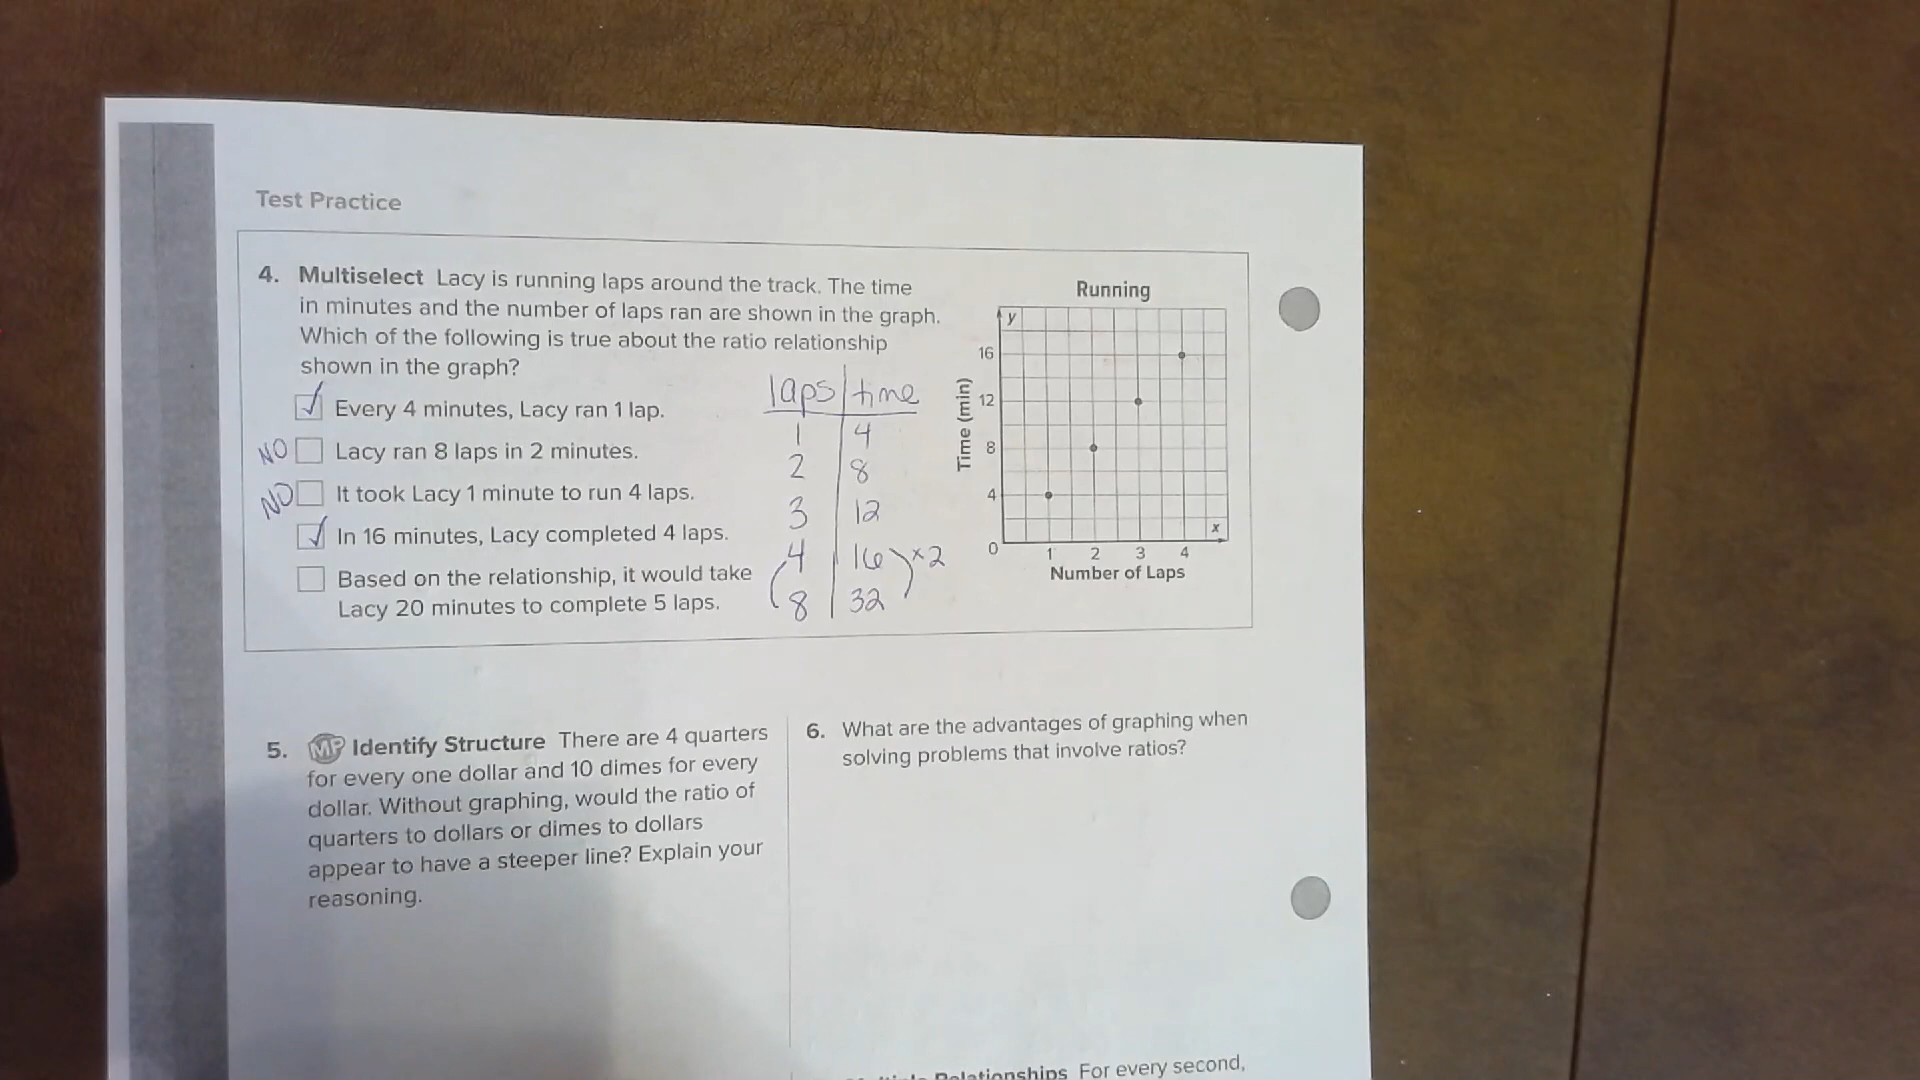 Test Practice
4. Multiselect Lacy is running laps around the track. The time
in minutes and the number of laps ran are shown in the graph.
Which of the following is true about the ratio relationship
shown in the graph?
✓ Every 4 minutes, Lacy ran 1 lap.
NO Lacy ran 8 laps in 2 minutes.
NO It took Lacy 1 minute to run 4 laps.
✓ In 16 minutes, Lacy completed 4 laps.
Based on the relationship, it would take
Lacy 20 minutes to complete 5 laps.
laps time
1 4
2 8
3 12
4 16 x2
8 32
Running
y
16
12
8
4
0
Time (min)
x
1 2 3 4
Number of Laps
5. MP Identify Structure There are 4 quarters
for every one dollar and 10 dimes for every
dollar. Without graphing, would the ratio of
quarters to dollars or dimes to dollars
appear to have a steeper line? Explain your
reasoning.
6. What are the advantages of graphing when
solving problems that involve ratios?
Relationships For every second,